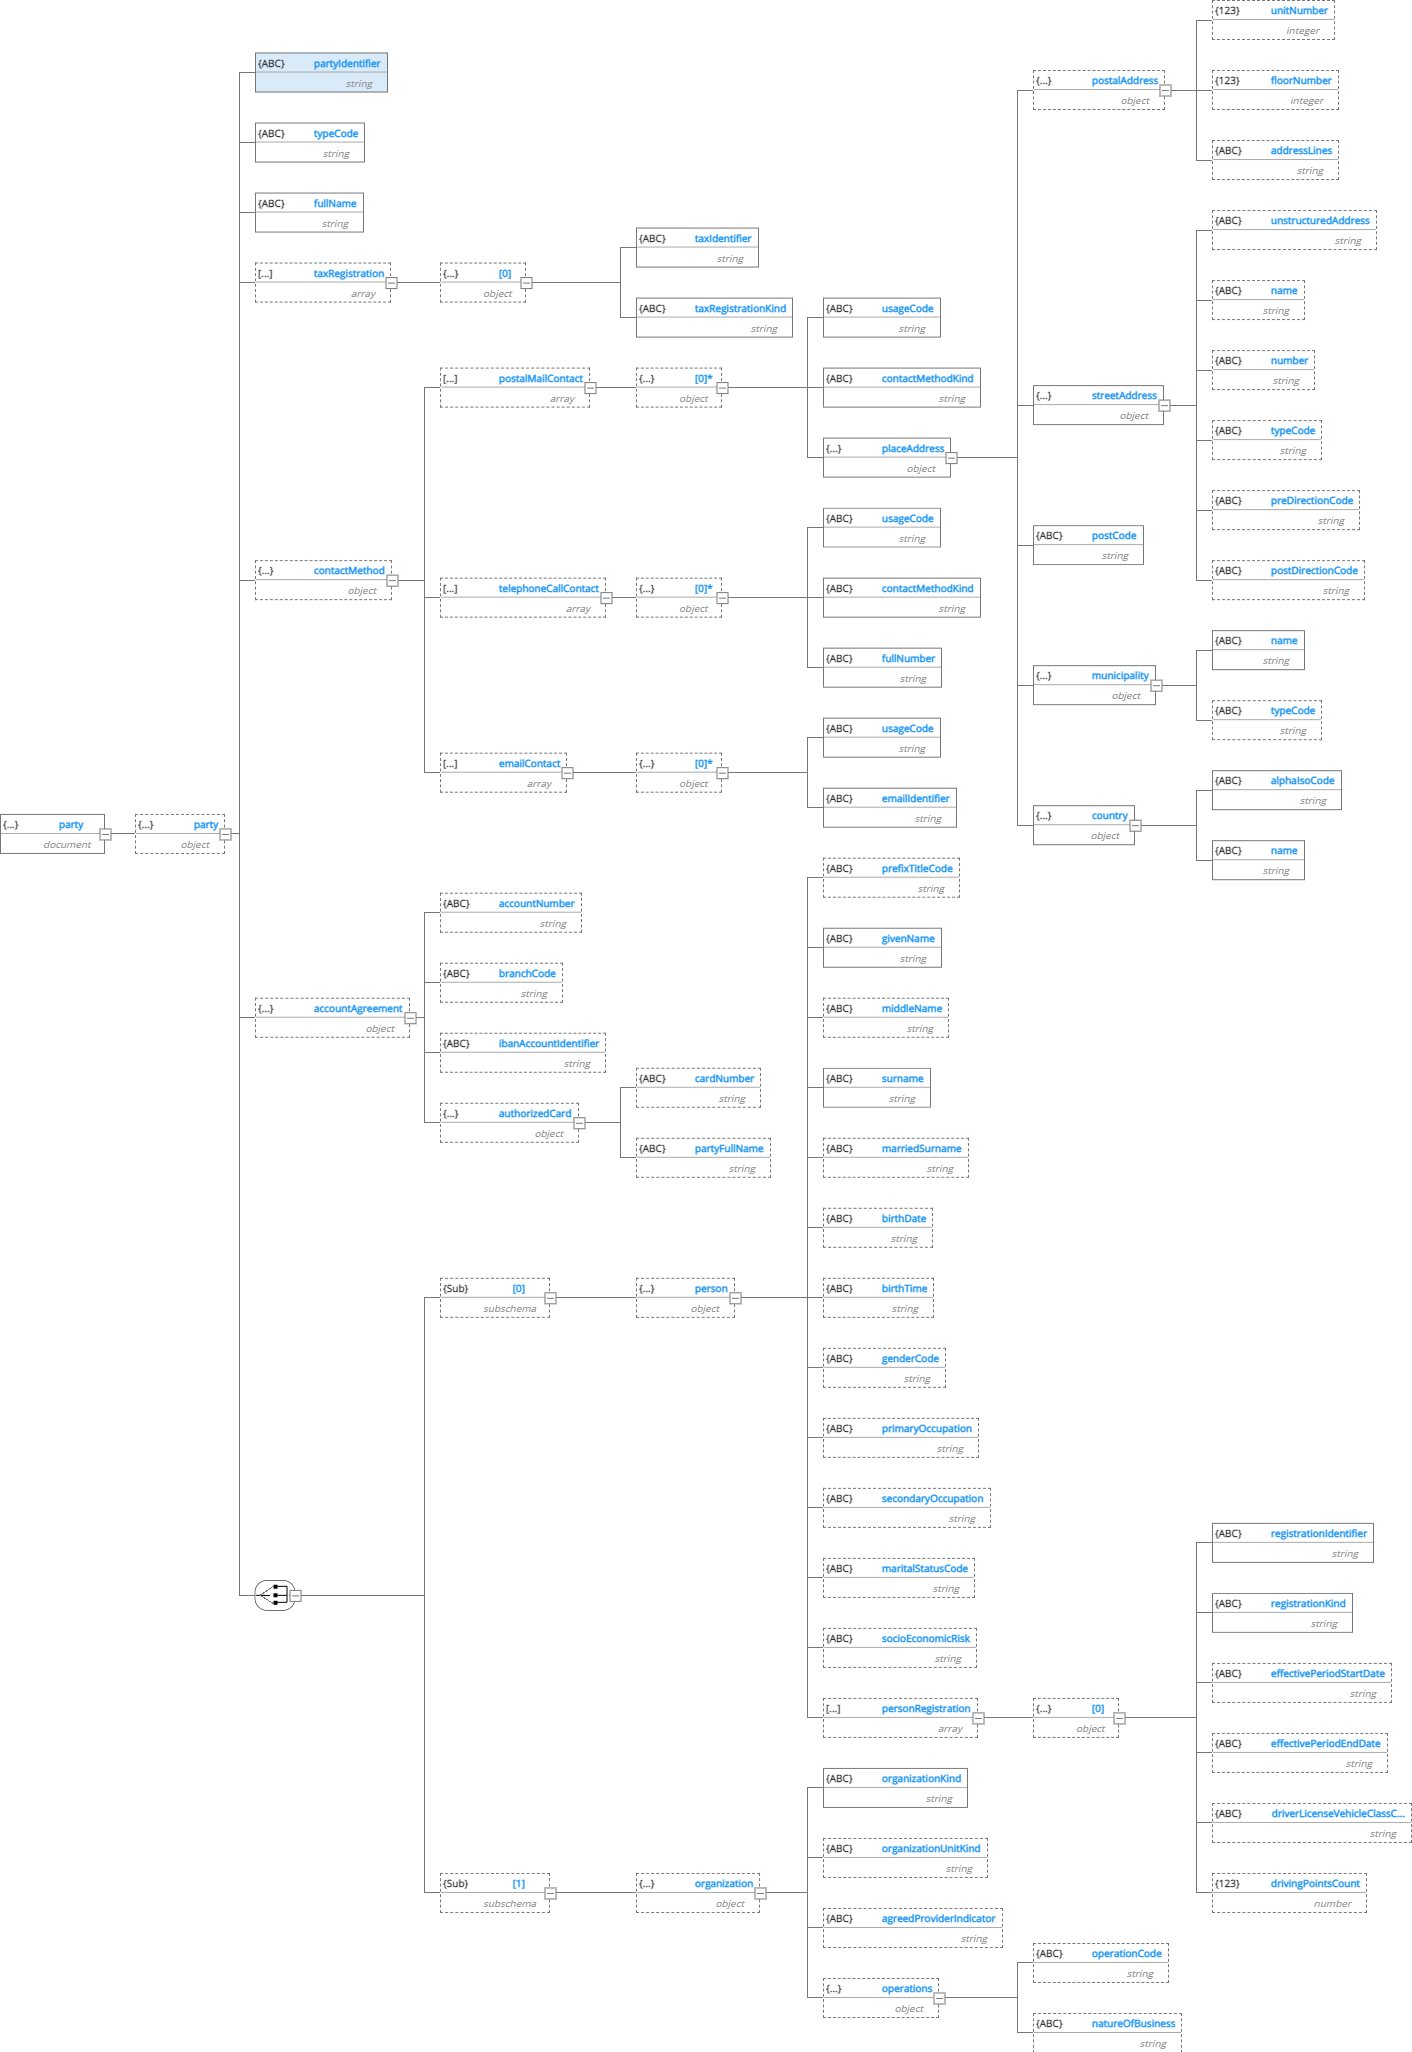 {...} party
document
{...} party
object
{ABC} partyIdentifier
string
{ABC} typeCode
string
{ABC} fullName
string
[...] taxRegistration
array
{...} [0]
object
{ABC} taxIdentifier
string
{ABC} taxRegistrationKind
string
{...} contactMethod
object
[...] postalMailContact
array
{...} [0]*
object
{ABC} usageCode
string
{ABC} contactMethodKind
string
{...} placeAddress
object
{...} postalAddress
object
{123} unitNumber
integer
{123} floorNumber
integer
{ABC} addressLines
string
{...} streetAddress
object
{ABC} unstructuredAddress
string
{ABC} name
string
{ABC} number
string
{ABC} typeCode
string
{ABC} preDirectionCode
string
{ABC} postDirectionCode
string
{ABC} postCode
string
{...} municipality
object
{ABC} name
string
{ABC} typeCode
string
{...} country
object
{ABC} alphaIsoCode
string
{ABC} name
string
[...] telephoneCallContact
array
{...} [0]*
object
{ABC} usageCode
string
{ABC} contactMethodKind
string
{ABC} fullNumber
string
[...] emailContact
array
{...} [0]*
object
{ABC} usageCode
string
{ABC} emailIdentifier
string
{...} accountAgreement
object
{ABC} accountNumber
string
{ABC} branchCode
string
{ABC} ibanAccountIdentifier
string
{...} authorizedCard
object
{ABC} cardNumber
string
{ABC} partyFullName
string
{Sub} [0]
subschema
{...} person
object
{ABC} prefixTitleCode
string
{ABC} givenName
string
{ABC} middleName
string
{ABC} surname
string
{ABC} marriedSurname
string
{ABC} birthDate
string
{ABC} birthTime
string
{ABC} genderCode
string
{ABC} primaryOccupation
string
{ABC} secondaryOccupation
string
{ABC} maritalStatusCode
string
{ABC} socioEconomicRisk
string
[...] personRegistration
array
{...} [0]
object
{ABC} registrationIdentifier
string
{ABC} registrationKind
string
{ABC} effectivePeriodStartDate
string
{ABC} effectivePeriodEndDate
string
{ABC} driverLicenseVehicleClassC...
string
{123} drivingPointsCount
number
{Sub} [1]
subschema
{...} organization
object
{ABC} organizationKind
string
{ABC} organizationUnitKind
string
{ABC} agreedProviderIndicator
string
{...} operations
object
{ABC} operationCode
string
{ABC} natureOfBusiness
string